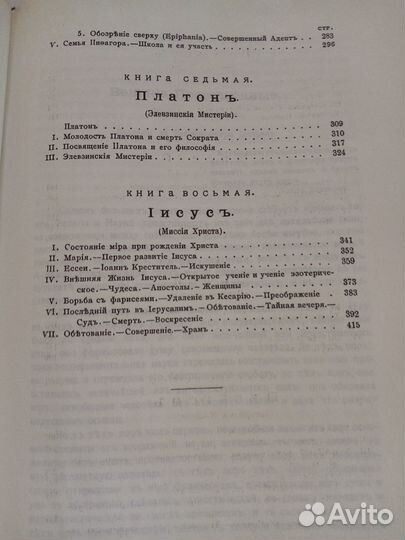 СТР.
5. Обозрѣніе сверху (Epiphania).—Совершенный Адептъ . . 283
V. Семья Пиѳагора.—Школа и ея участь . . . . . . . . . . 296
КНИГА СЕДЬМАЯ.
Платонъ.
(Элевзинскія Мистеріи).
Платонъ . . . . . . . . . . . . . . . . . . . . 309
I. Молодость Платона и смерть Сократа . . . . . . . . . . 310
II. Посвященіе Платона и его философія . . . . . . . . . . 317
III. Элевзинскія Мистеріи . . . . . . . . . . . . . . . . 324
КНИГА ВОСЬМАЯ.
Іисусъ.
(Миссія Христа).
I. Состояніе міра при рожденіи Христа . . . . . . . . . . 341
II. Марія.—Первое развитіе Іисуса . . . . . . . . . . . . 352
III. Ессеи.—Іоаннъ Креститель.—Искушеніе . . . . . . . . . 359
IV. Внѣшняя Жизнь Іисуса.—Открытое ученіе и ученіе эзотериче-
ское.—Чудеса.—Апостолы.—Женщины . . . . . . . . . . 373
V. Борьба съ фарисеями.—Удаленіе въ Кесарію.—Преображеніе . 383
VI. Послѣдній путь въ Іерусалимъ.—Обѣтованіе.—Тайная вечеря.—
Судъ.—Смерть.—Воскресеніе . . . . . . . . . . . . . 392
VII. Обѣтованіе.—Совершеніе.—Храмъ. . . . . . . . . . . . 415
Avito